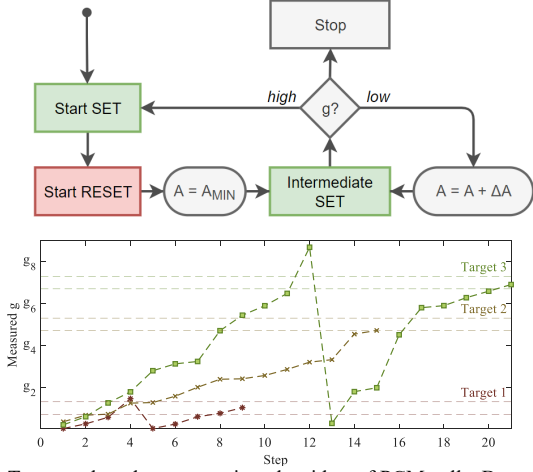 Stop
high
g?
low
Start SET
Start RESET
A = AMIN
Intermediate
SET
A = A + ΔA
g8
Target 3
g6
Target 2
g4
g2
Target 1
Measured g
0 2 4 6 8 10 12 14 16 18 20
Step